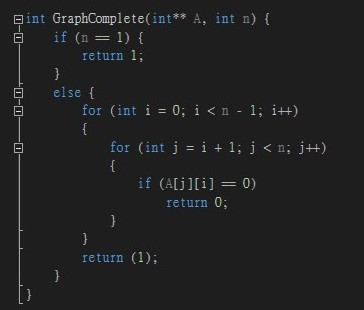 int GraphComplete(int** A, int n) {
    if (n == 1) {
        return 1;
    }
    else {
        for (int i = 0; i < n - 1; i++)
        {
            for (int j = i + 1; j < n; j++)
            {
                if (A[j][i] == 0)
                    return 0;
            }
        }
        return (1);
    }
}